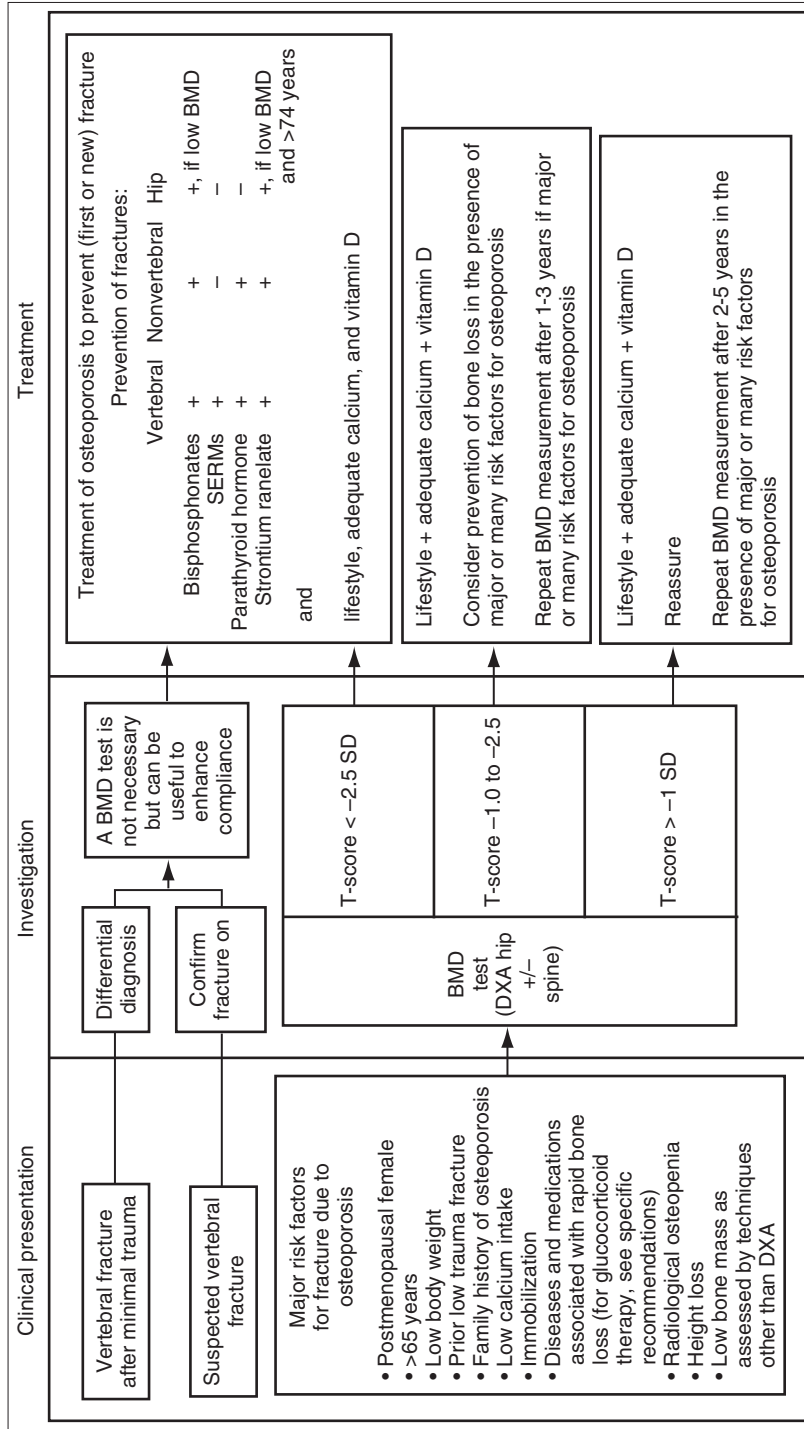 Clinical presentation
Investigation
Treatment
Vertebral fracture
after minimal trauma
Suspected vertebral
fracture
Major risk factors
for fracture due to
osteoporosis
• Postmenopausal female
• >65 years
• Low body weight
• Prior low trauma fracture
• Family history of osteoporosis
• Low calcium intake
• Immobilization
• Diseases and medications
associated with rapid bone
loss (for glucocorticoid
therapy, see specific
recommendations)
• Radiological osteopenia
• Height loss
• Low bone mass as
assessed by techniques
other than DXA
Differential
diagnosis
Confirm
fracture on
A BMD test is
not necessary
but can be
useful to
enhance
compliance
BMD
test
(DXA hip
+/–
spine)
T-score < –2.5 SD
T-score –1.0 to –2.5
T-score > –1 SD
Treatment of osteoporosis to prevent (first or new) fracture
Prevention of fractures:
Vertebral Nonvertebral Hip
Bisphosphonates + + +, if low BMD
SERMs + – –
Parathyroid hormone + + –
Strontium ranelate + + +, if low BMD
and >74 years
and
lifestyle, adequate calcium, and vitamin D
Lifestyle + adequate calcium + vitamin D
Consider prevention of bone loss in the presence of
major or many risk factors for osteoporosis
Repeat BMD measurement after 1-3 years if major
or many risk factors for osteoporosis
Lifestyle + adequate calcium + vitamin D
Reassure
Repeat BMD measurement after 2-5 years in the
presence of major or many risk factors
for osteoporosis